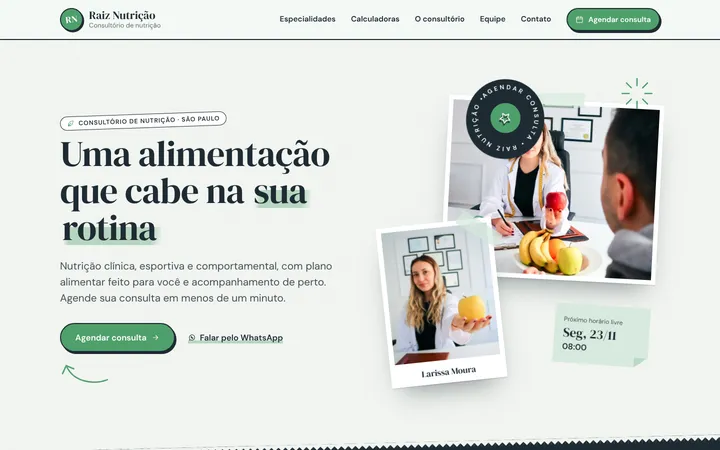 RN
Raiz Nutrição
Consultório de nutrição
Especialidades
Calculadoras
O consultório
Equipe
Contato
Agendar consulta
CONSULTÓRIO DE NUTRIÇÃO · SÃO PAULO
Uma alimentação
que cabe na sua
rotina
Nutrição clínica, esportiva e comportamental, com plano
alimentar feito para você e acompanhamento de perto.
Agende sua consulta em menos de um minuto.
Agendar consulta →
Falar pelo WhatsApp
AGENDAR CONSULTA • RAIZ NUTRIÇÃO •
Larissa Moura
Próximo horário livre
Seg, 23/11
08:00